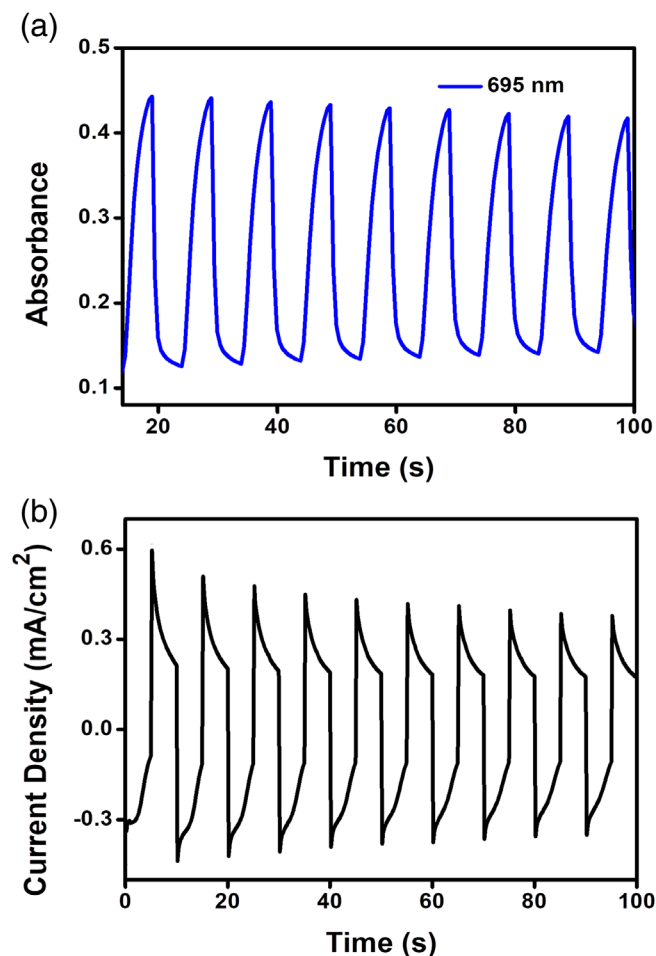 (a)
0.5
0.4
0.3
0.2
0.1
Absorbance
695 nm
20 40 60 80 100
Time (s)
(b)
0.6
0.3
0.0
-0.3
Current Density (mA/cm²)
0 20 40 60 80 100
Time (s)